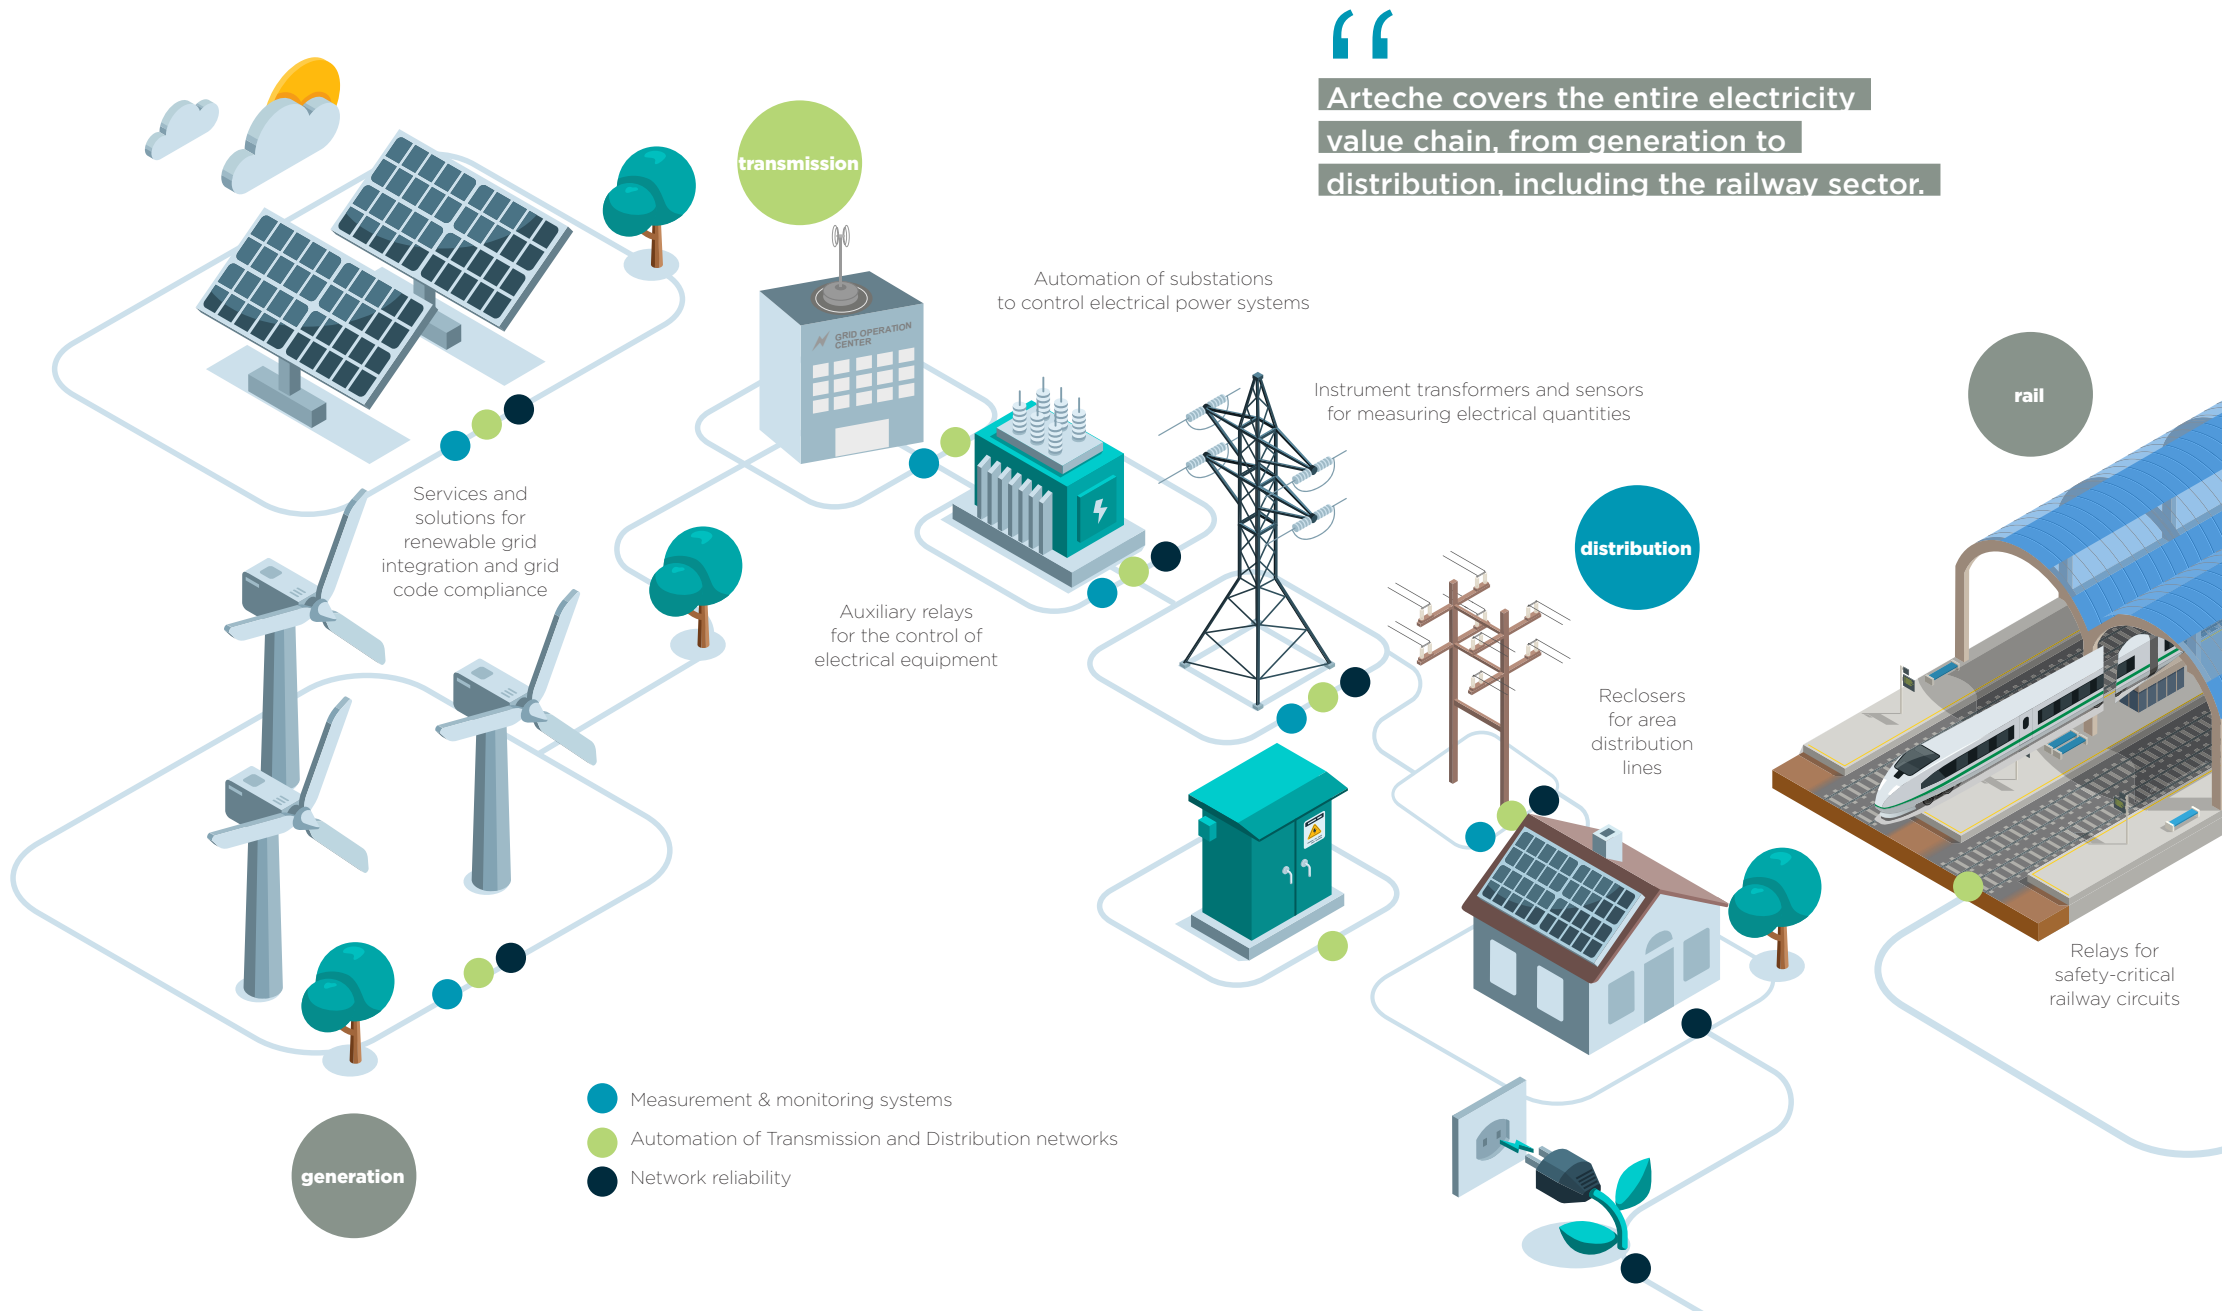 Arteche covers the entire electricity
value chain, from generation to
distribution, including the railway sector.
transmission
GRID OPERATION
CENTER
Automation of substations
to control electrical power systems
Instrument transformers and sensors
for measuring electrical quantities
rail
distribution
Services and
solutions for
renewable grid
integration and grid
code compliance
Auxiliary relays
for the control of
electrical equipment
Reclosers
for area
distribution
lines
Relays for
safety-critical
railway circuits
Measurement & monitoring systems
Automation of Transmission and Distribution networks
Network reliability
generation